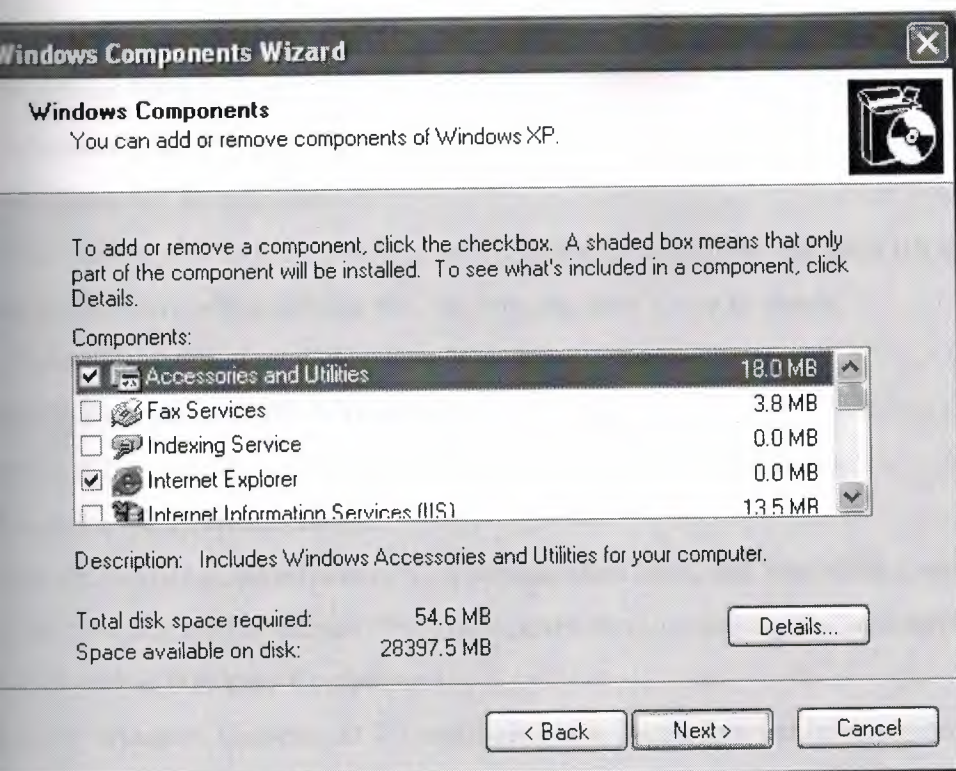 Windows Components Wizard
Windows Components
You can add or remove components of Windows XP.
To add or remove a component, click the checkbox. A shaded box means that only
part of the component will be installed. To see what's included in a component, click
Details.
Components:
Accessories and Utilities 18.0 MB
Fax Services 3.8 MB
Indexing Service 0.0 MB
Internet Explorer 0.0 MB
Internet Information Services (IIS) 13.5 MB
Description: Includes Windows Accessories and Utilities for your computer.
Total disk space required: 54.6 MB
Space available on disk: 28397.5 MB
Details...
< Back
Next >
Cancel